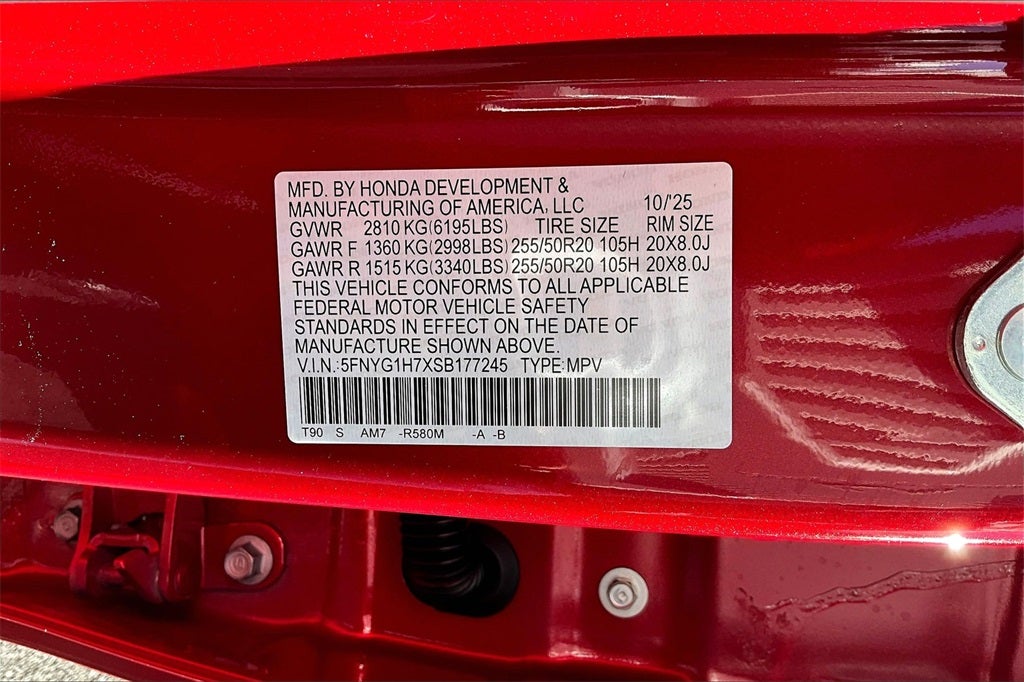 MFD. BY HONDA DEVELOPMENT &
MANUFACTURING OF AMERICA, LLC 10/'25
GVWR 2810 KG(6195LBS) TIRE SIZE RIM SIZE
GAWR F 1360 KG(2998LBS) 255/50R20 105H 20X8.0J
GAWR R 1515 KG(3340LBS) 255/50R20 105H 20X8.0J
THIS VEHICLE CONFORMS TO ALL APPLICABLE
FEDERAL MOTOR VEHICLE SAFETY
STANDARDS IN EFFECT ON THE DATE OF
MANUFACTURE SHOWN ABOVE.
V.I.N.:5FNYG1H7XSB177245 TYPE:MPV
T90 S AM7 -R580M -A -B